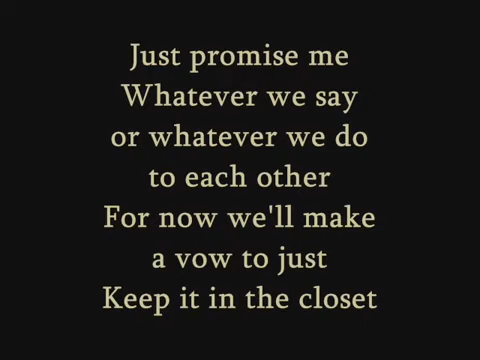 Just promise me
Whatever we say
or whatever we do
to each other
For now we'll make
a vow to just
Keep it in the closet